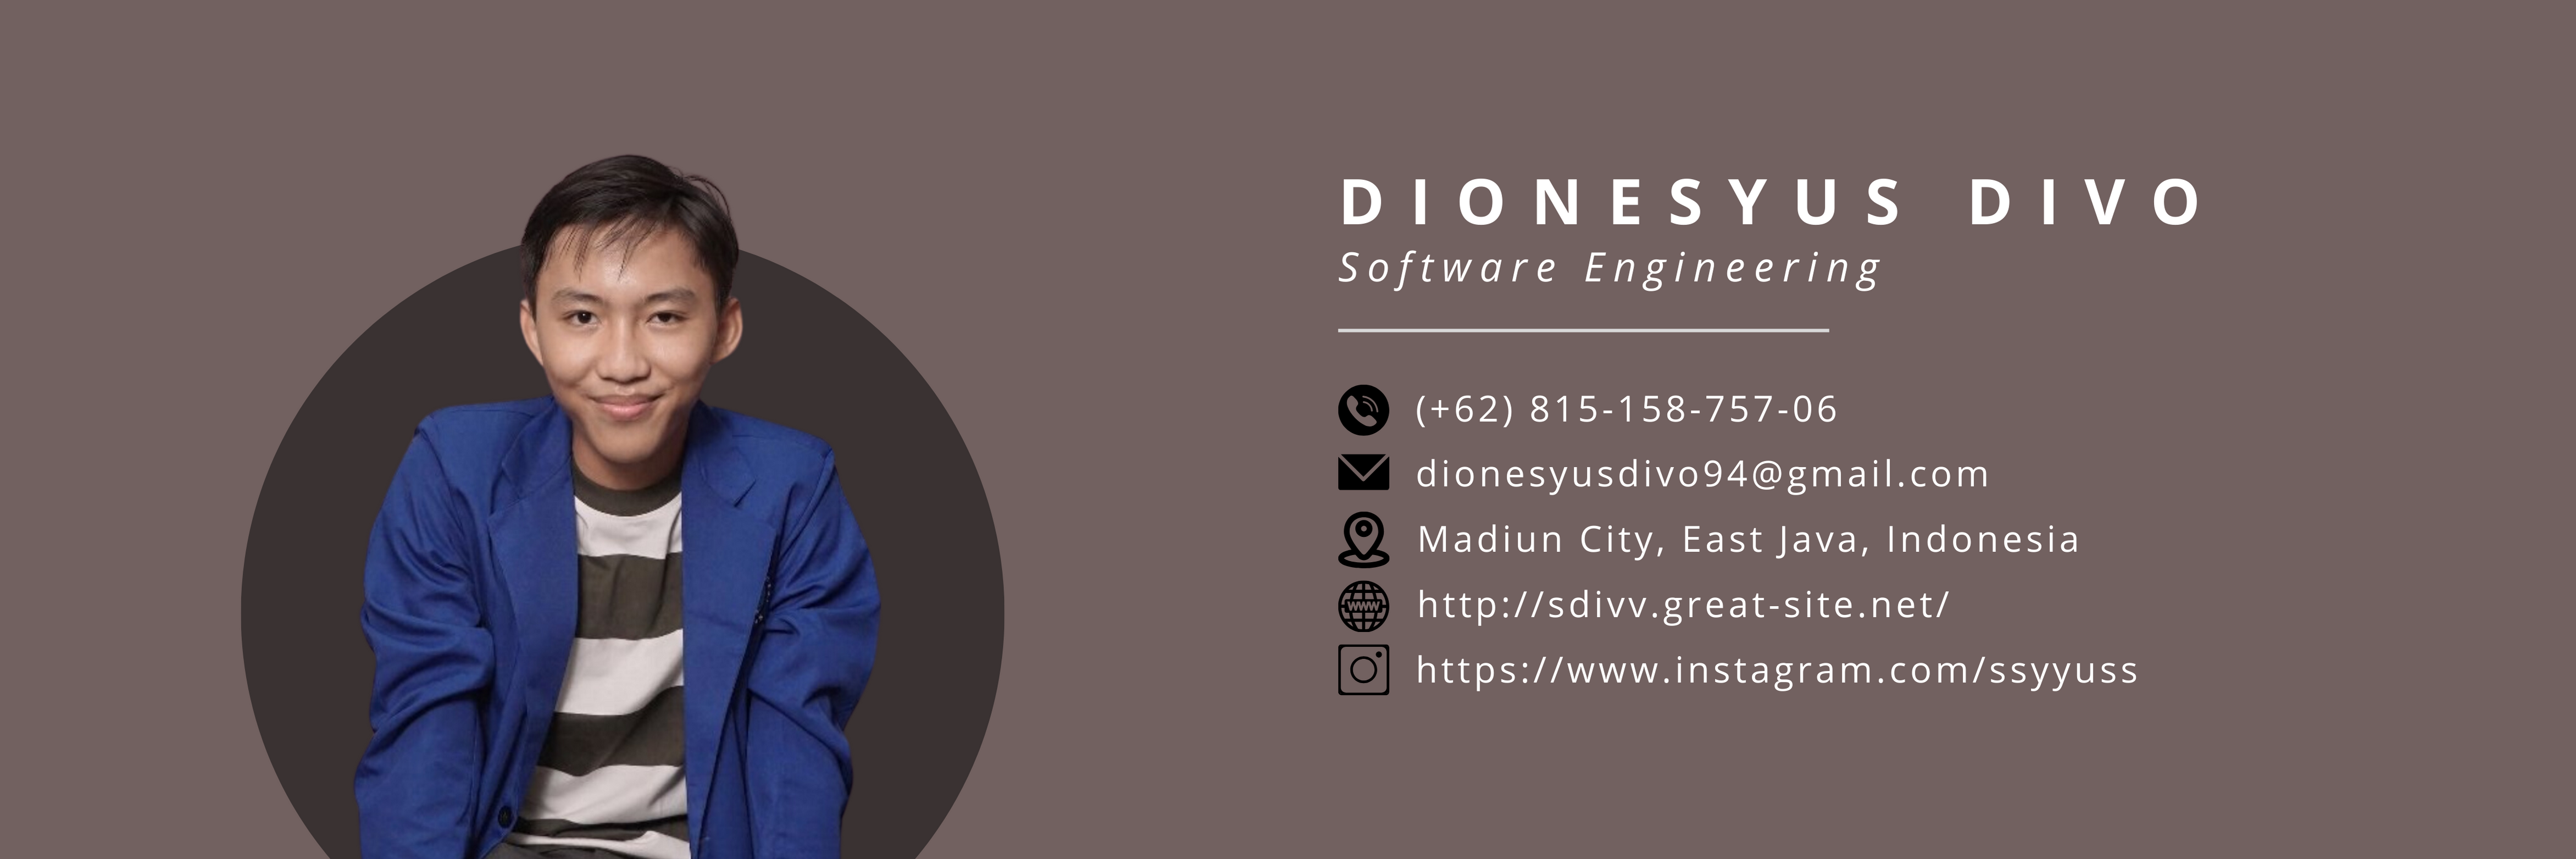 DIONESYUS DIVO
Software Engineering
(+62) 815-158-757-06
dionesyusdivo94@gmail.com
Madiun City, East Java, Indonesia
www
http://sdivv.great-site.net/
https://www.instagram.com/ssyyuss